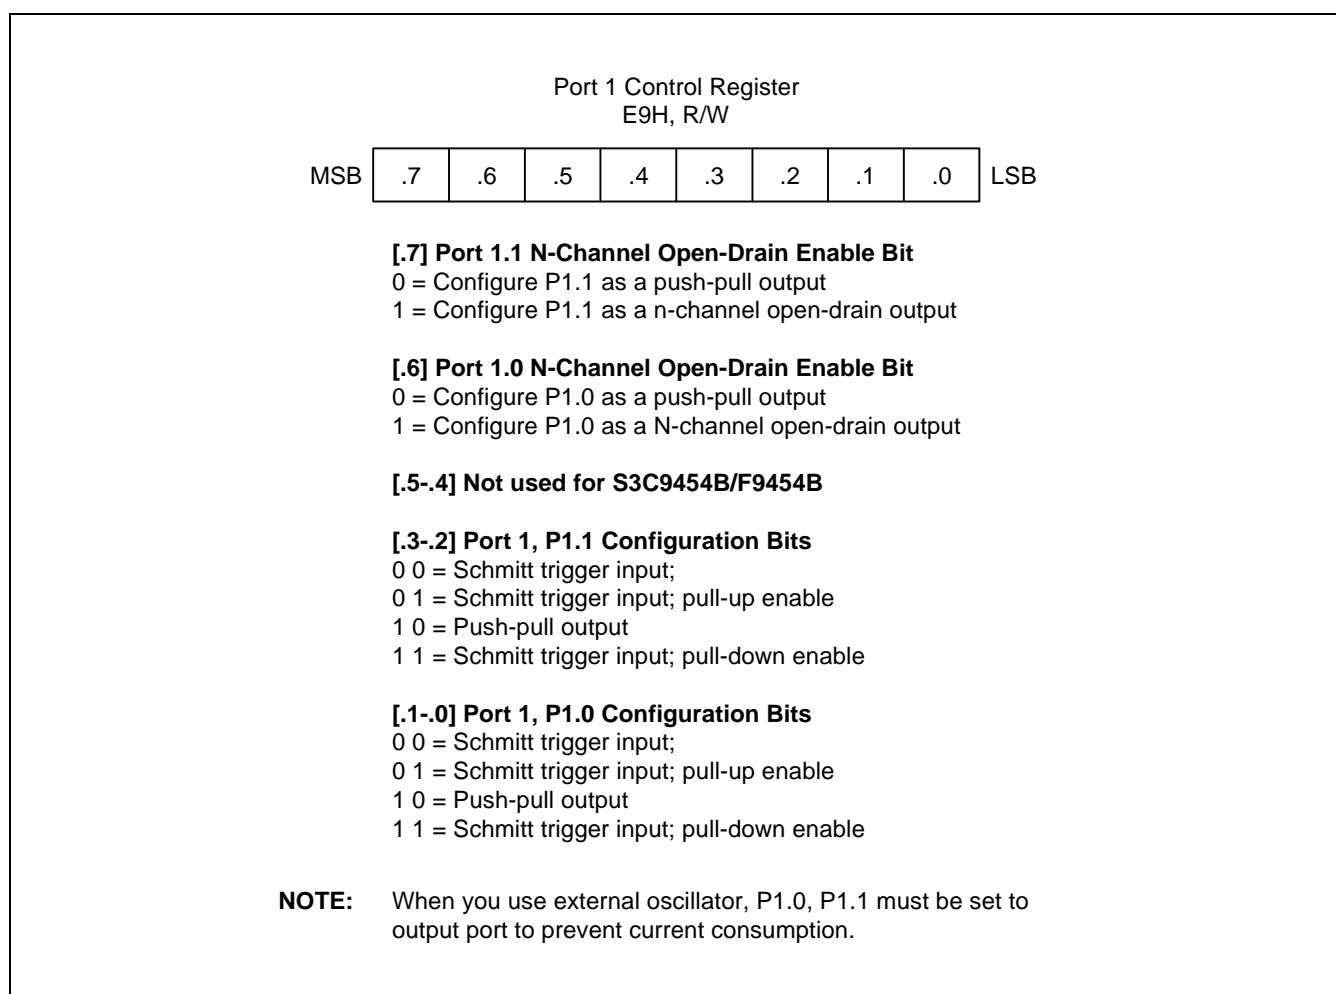 Port 1 Control Register
E9H, R/W
MSB .7 .6 .5 .4 .3 .2 .1 .0 LSB
[.7] Port 1.1 N-Channel Open-Drain Enable Bit
0 = Configure P1.1 as a push-pull output
1 = Configure P1.1 as a n-channel open-drain output
[.6] Port 1.0 N-Channel Open-Drain Enable Bit
0 = Configure P1.0 as a push-pull output
1 = Configure P1.0 as a N-channel open-drain output
[.5-.4] Not used for S3C9454B/F9454B
[.3-.2] Port 1, P1.1 Configuration Bits
0 0 = Schmitt trigger input;
0 1 = Schmitt trigger input; pull-up enable
1 0 = Push-pull output
1 1 = Schmitt trigger input; pull-down enable
[.1-.0] Port 1, P1.0 Configuration Bits
0 0 = Schmitt trigger input;
0 1 = Schmitt trigger input; pull-up enable
1 0 = Push-pull output
1 1 = Schmitt trigger input; pull-down enable
NOTE: When you use external oscillator, P1.0, P1.1 must be set to
output port to prevent current consumption.